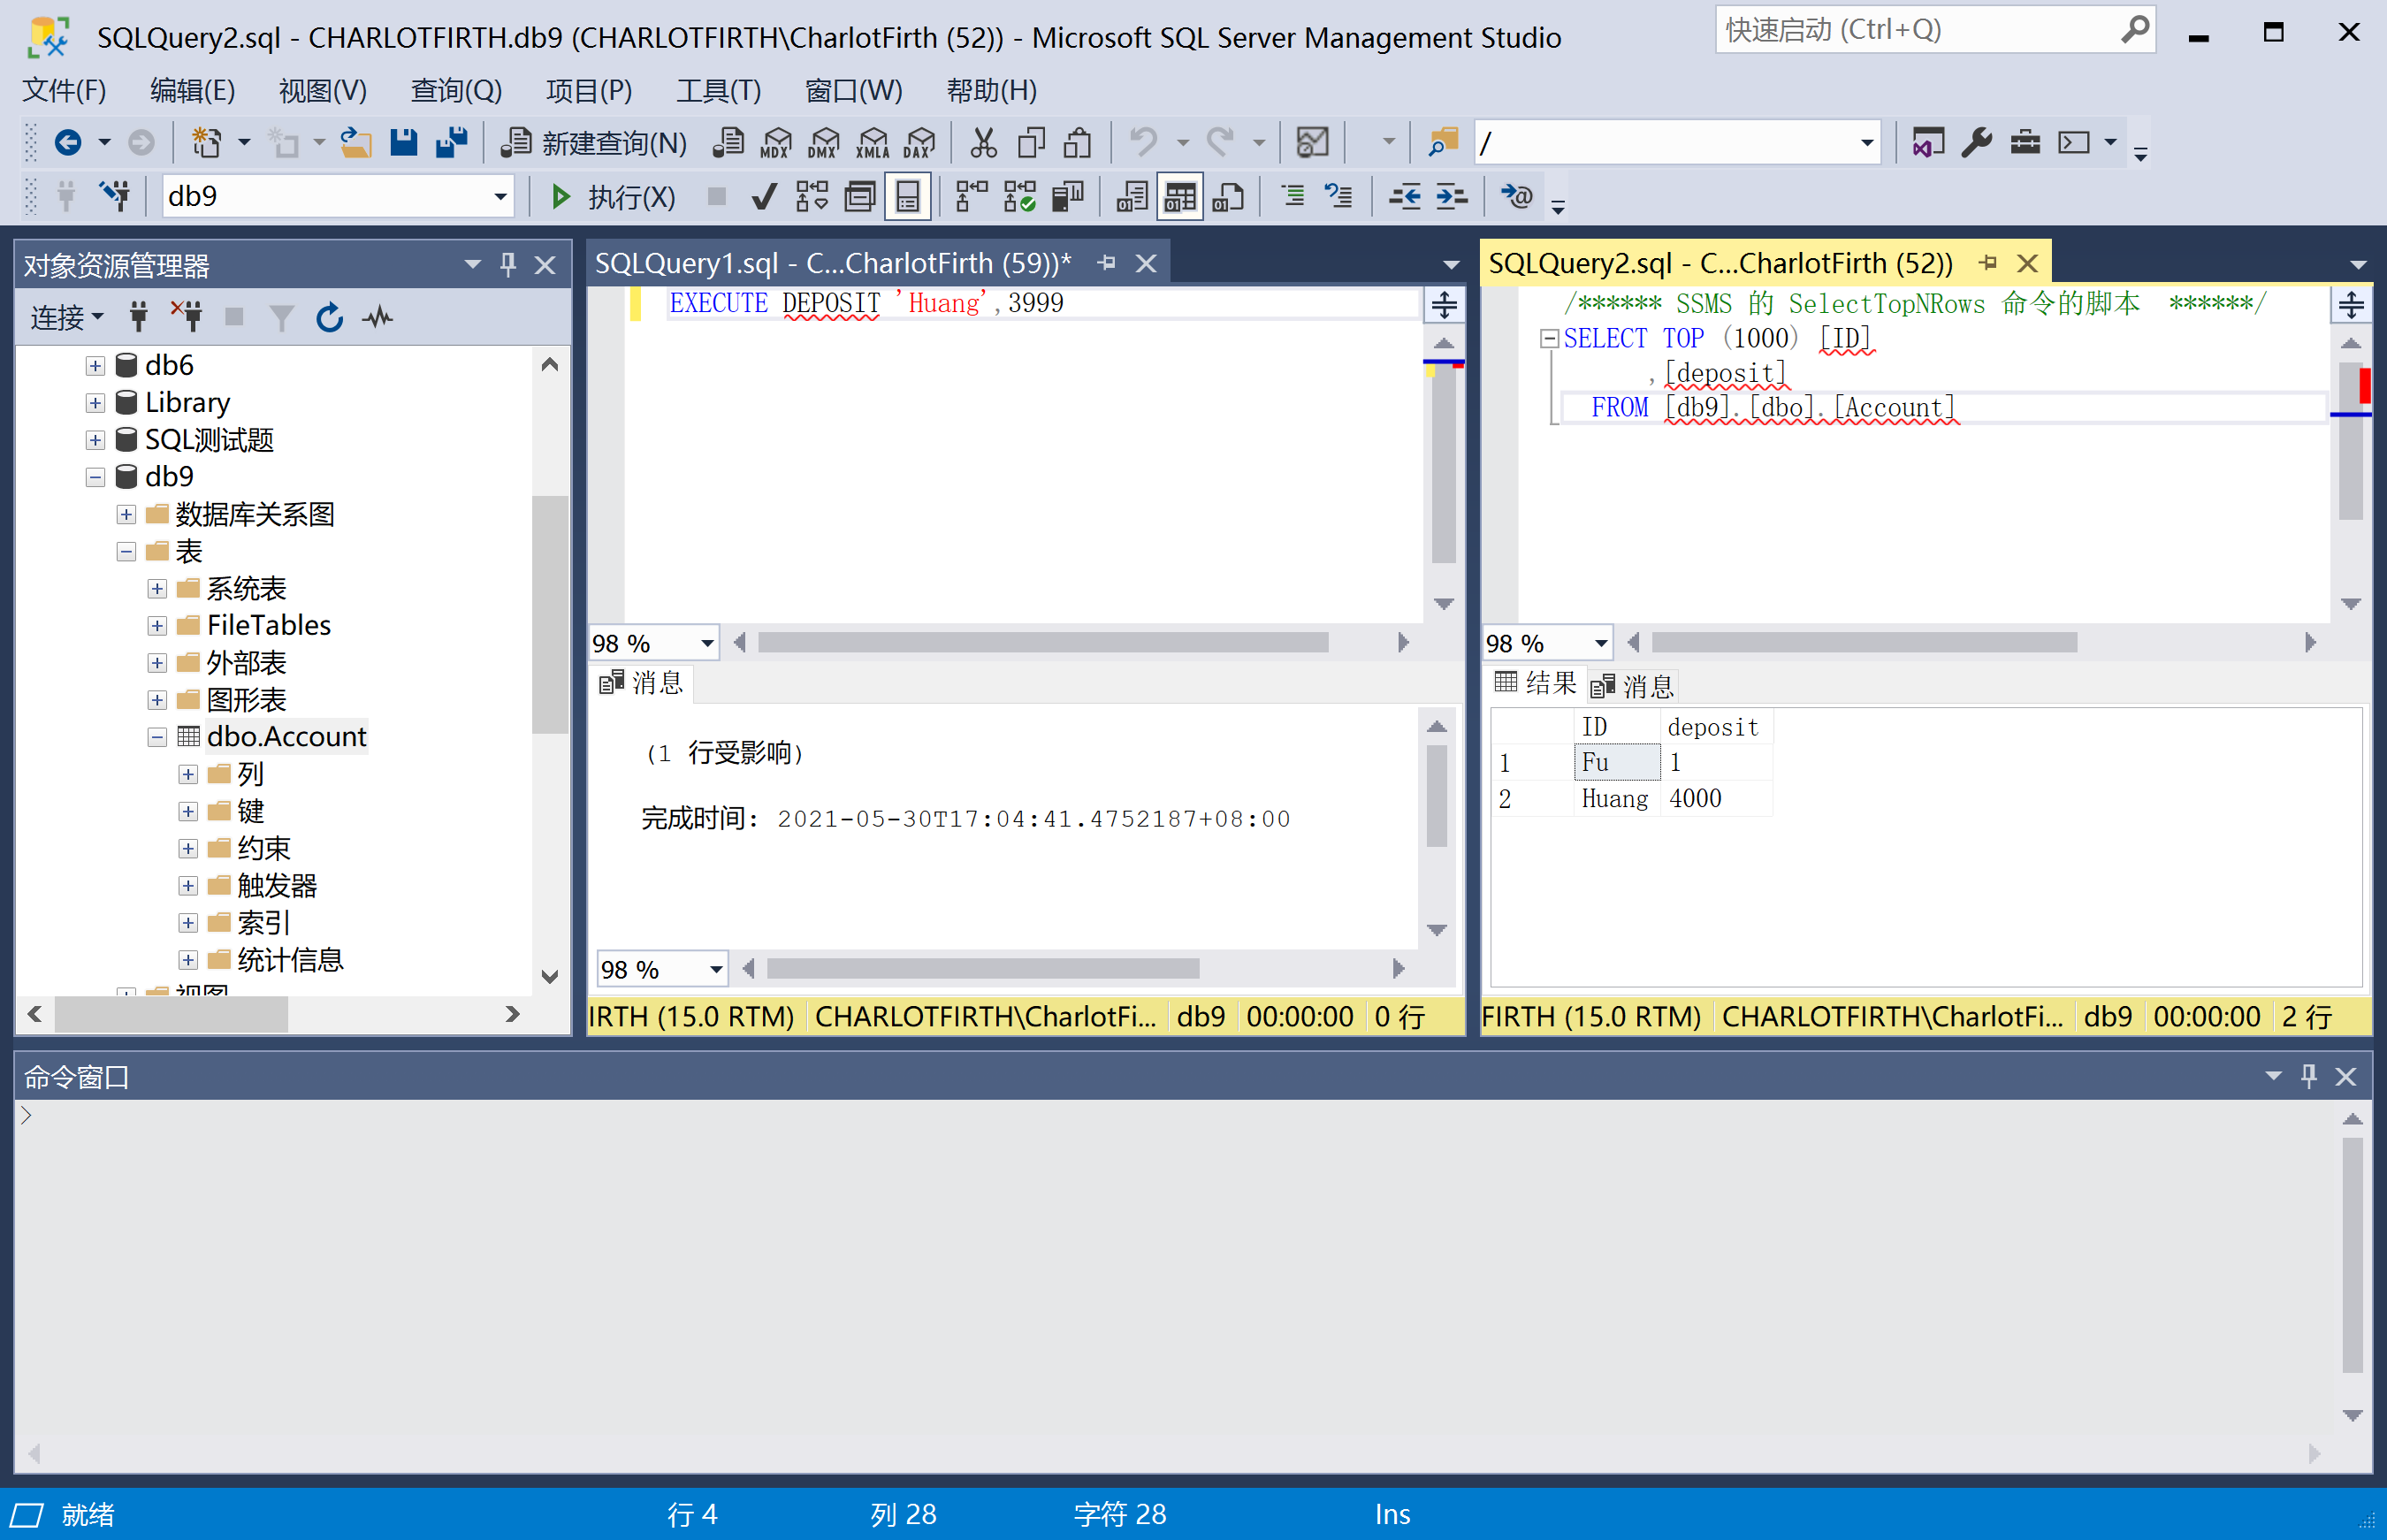 SQLQuery2.sql - CHARLOTFIRTH.db9 (CHARLOTFIRTH\CharlotFirth (52)) - Microsoft SQL Server Management Studio
快速启动 (Ctrl+Q)
文件(F) 编辑(E) 视图(V) 查询(Q) 项目(P) 工具(T) 窗口(W) 帮助(H)
新建查询(N) MDX DMX XMLA DAX /
db9 执行(X)
对象资源管理器
连接
db6
Library
SQL测试题
db9
数据库关系图
表
系统表
FileTables
外部表
图形表
dbo.Account
列
键
约束
触发器
索引
统计信息
视图
SQLQuery1.sql - C...CharlotFirth (59))*
EXECUTE DEPOSIT 'Huang',3999
98 %
消息
(1 行受影响)
完成时间: 2021-05-30T17:04:41.4752187+08:00
98 %
IRTH (15.0 RTM) CHARLOTFIRTH\CharlotFi... db9 00:00:00 0 行
SQLQuery2.sql - C...CharlotFirth (52))
/****** SSMS 的 SelectTopNRows 命令的脚本 ******/
SELECT TOP (1000) [ID]
,[deposit]
FROM [db9].[dbo].[Account]
98 %
结果 消息
ID deposit
1 Fu 1
2 Huang 4000
FIRTH (15.0 RTM) CHARLOTFIRTH\CharlotFi... db9 00:00:00 2 行
命令窗口
>
就绪 行 4 列 28 字符 28 Ins